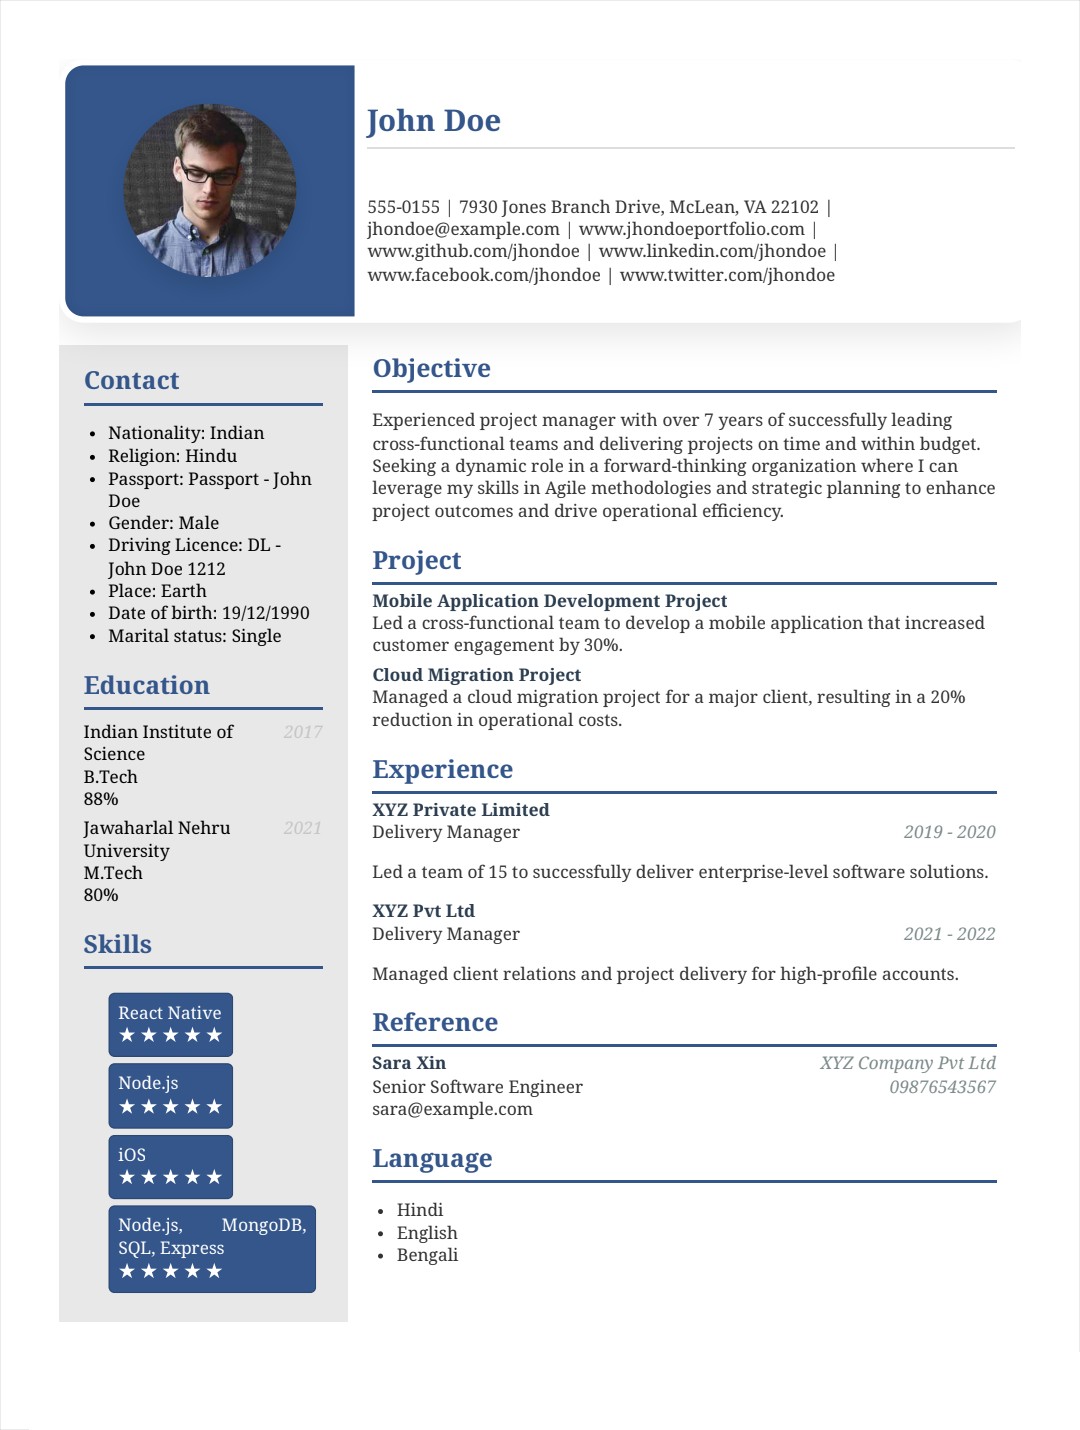 John Doe
555-0155 | 7930 Jones Branch Drive, McLean, VA 22102 |
jhondoe@example.com | www.jhondoeportfolio.com |
www.github.com/jhondoe | www.linkedin.com/jhondoe |
www.facebook.com/jhondoe | www.twitter.com/jhondoe
Contact
• Nationality: Indian
• Religion: Hindu
• Passport: Passport - John
Doe
• Gender: Male
• Driving Licence: DL -
John Doe 1212
• Place: Earth
• Date of birth: 19/12/1990
• Marital status: Single
Education
Indian Institute of 2017
Science
B.Tech
88%
Jawaharlal Nehru 2021
University
M.Tech
80%
Skills
React Native
★ ★ ★ ★ ★
Node.js
★ ★ ★ ★ ★
iOS
★ ★ ★ ★ ★
Node.js, MongoDB,
SQL, Express
★ ★ ★ ★ ★
Objective
Experienced project manager with over 7 years of successfully leading
cross-functional teams and delivering projects on time and within budget.
Seeking a dynamic role in a forward-thinking organization where I can
leverage my skills in Agile methodologies and strategic planning to enhance
project outcomes and drive operational efficiency.
Project
Mobile Application Development Project
Led a cross-functional team to develop a mobile application that increased
customer engagement by 30%.
Cloud Migration Project
Managed a cloud migration project for a major client, resulting in a 20%
reduction in operational costs.
Experience
XYZ Private Limited
Delivery Manager 2019 - 2020
Led a team of 15 to successfully deliver enterprise-level software solutions.
XYZ Pvt Ltd
Delivery Manager 2021 - 2022
Managed client relations and project delivery for high-profile accounts.
Reference
Sara Xin XYZ Company Pvt Ltd
Senior Software Engineer 09876543567
sara@example.com
Language
• Hindi
• English
• Bengali